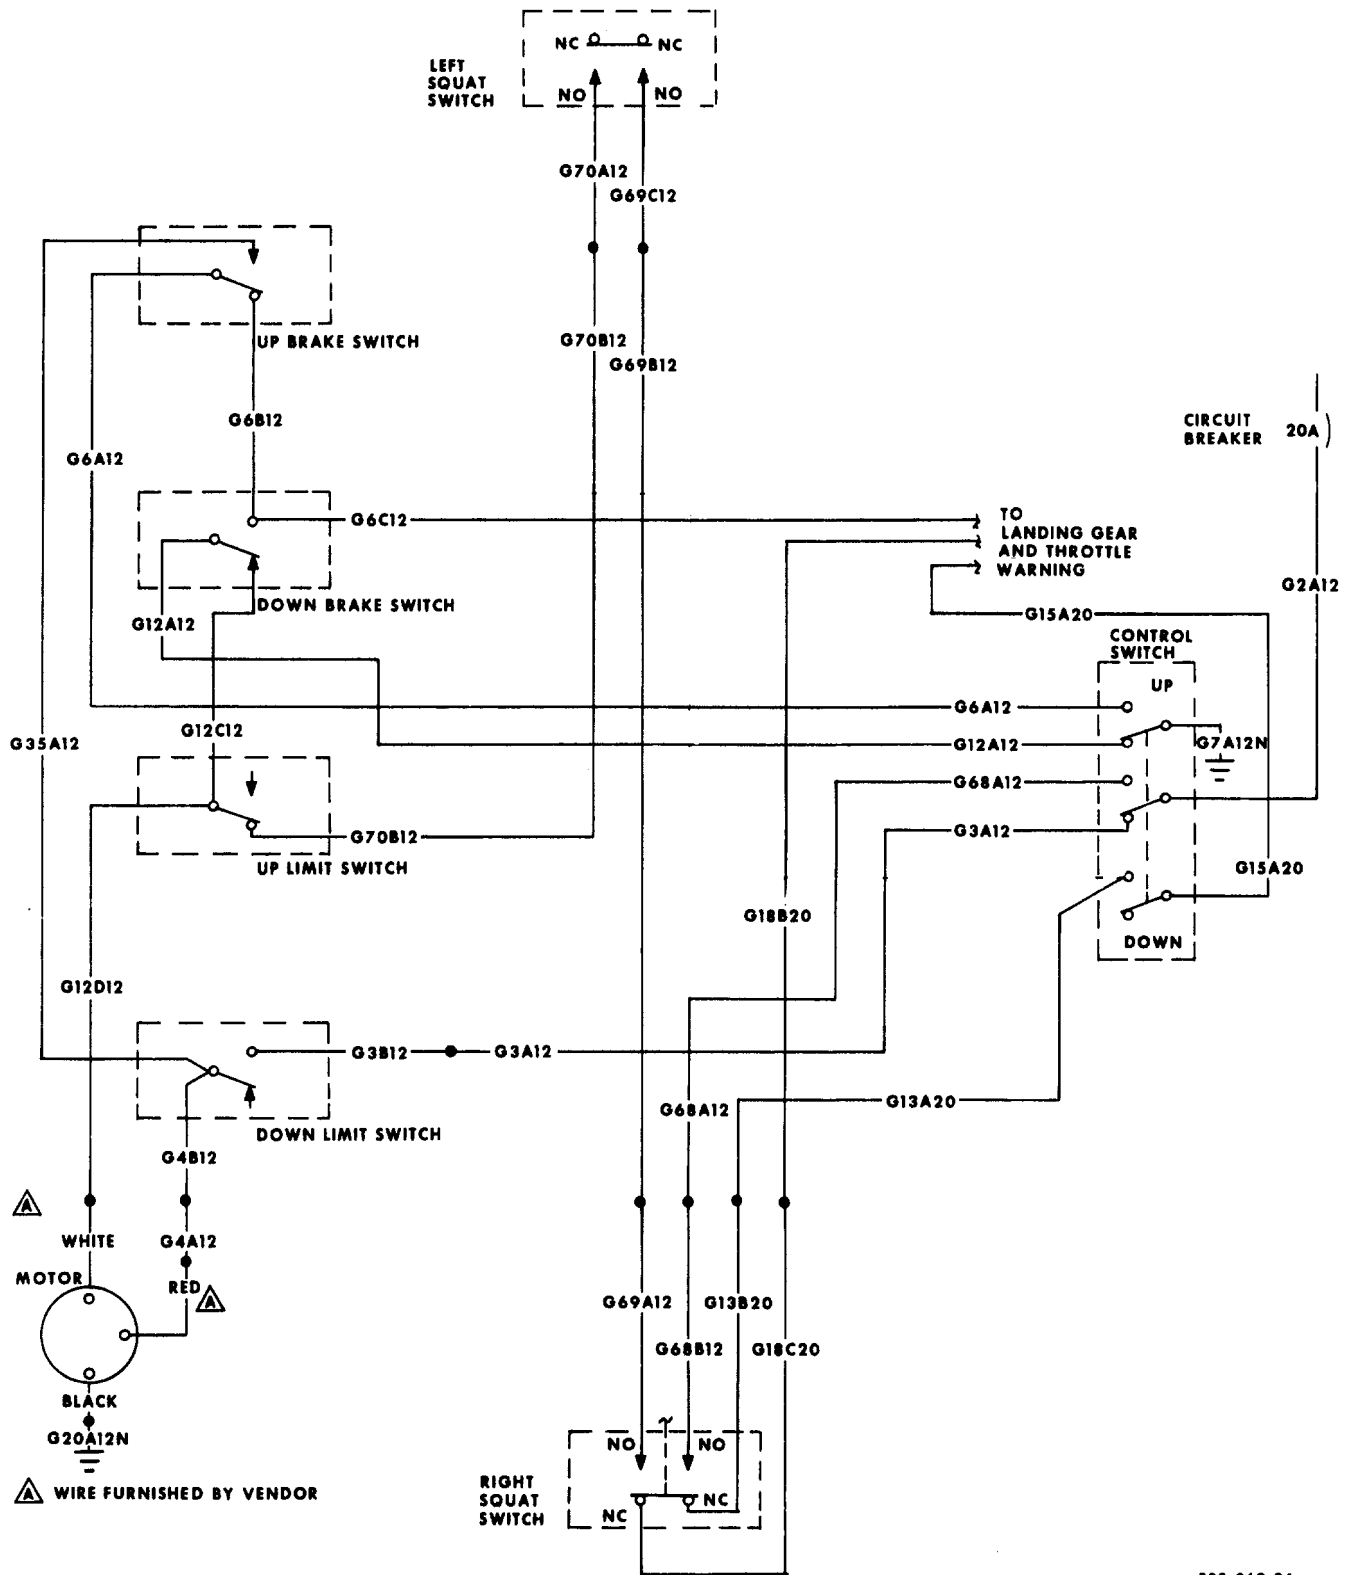 NC
NC
LEFT
SQUAT
SWITCH
NO
NO
G70A12
G69C12
UP BRAKE SWITCH
G70B12
G69B12
G6B12
G6A12
CIRCUIT
BREAKER
20A
G6C12
TO
LANDING GEAR
AND THROTTLE
WARNING
G2A12
DOWN BRAKE SWITCH
G12A12
G15A20
CONTROL
SWITCH
UP
G6A12
G12C12
G35A12
G12A12
G7A12N
G68A12
G70B12
G3A12
UP LIMIT SWITCH
G15A20
G18B20
DOWN
G12D12
G3B12
G3A12
G68A12
G13A20
DOWN LIMIT SWITCH
G4B12
A
WHITE
G4A12
MOTOR
RED
A
G69A12
G13B20
G68B12
G18C20
BLACK
G20A12N
NO
NO
RIGHT
SQUAT
SWITCH
NC
NC
A WIRE FURNISHED BY VENDOR